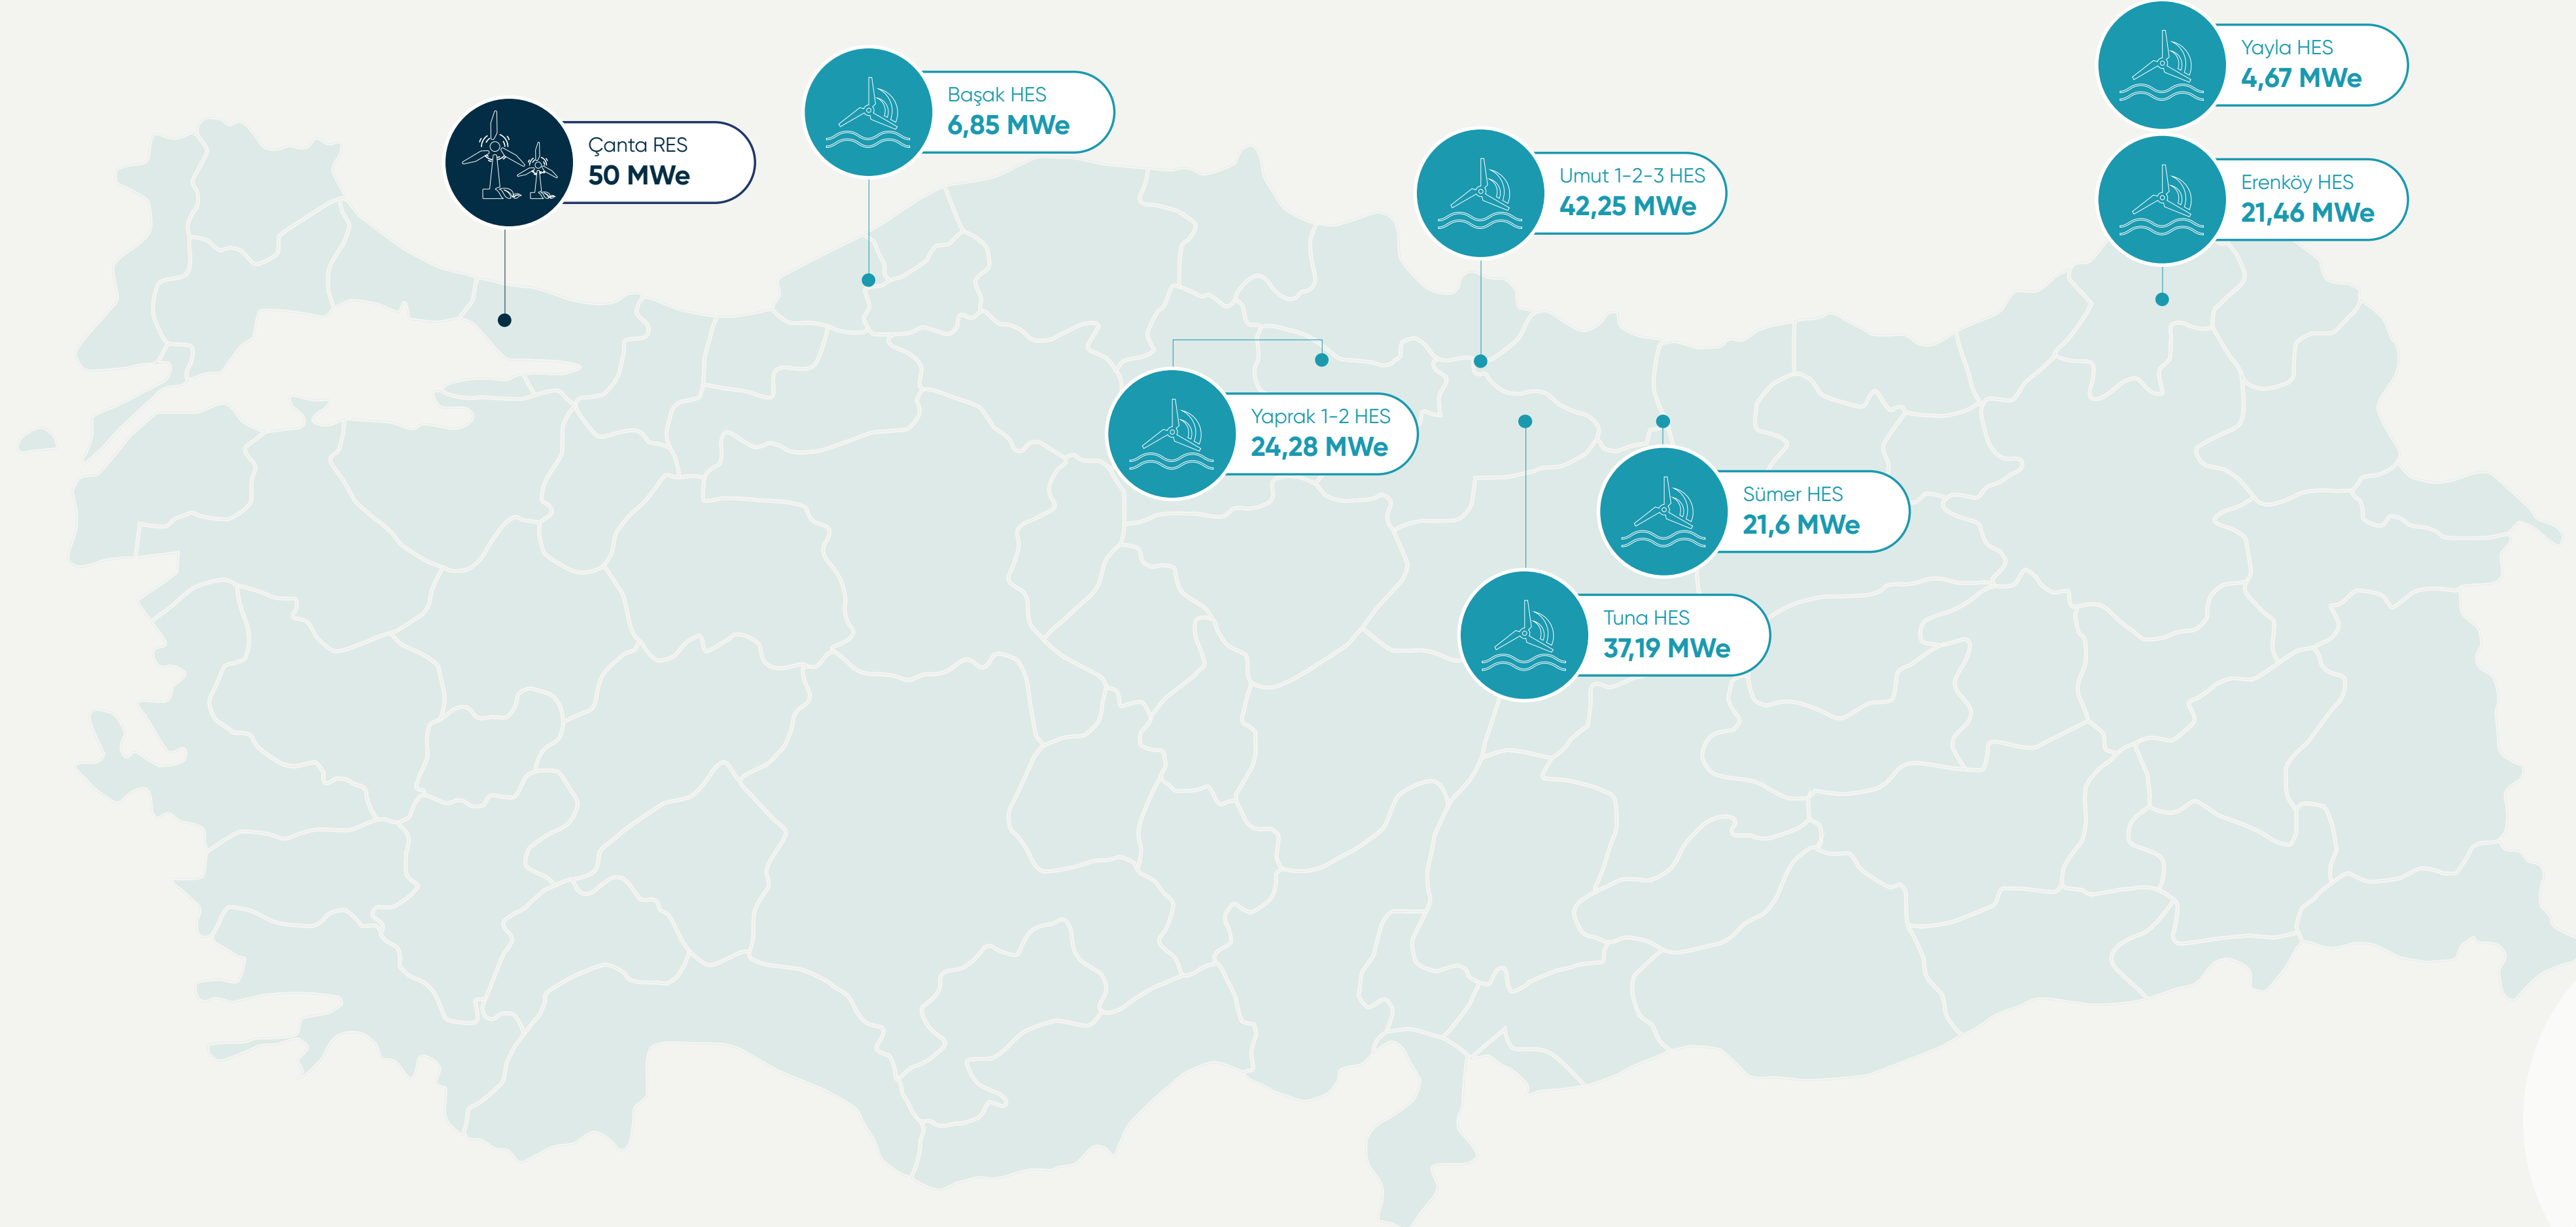 Yayla HES
4,67 MWe
Başak HES
6,85 MWe
Çanta RES
50 MWe
Umut 1-2-3 HES
42,25 MWe
Erenköy HES
21,46 MWe
Yaprak 1-2 HES
24,28 MWe
Sümer HES
21,6 MWe
Tuna HES
37,19 MWe